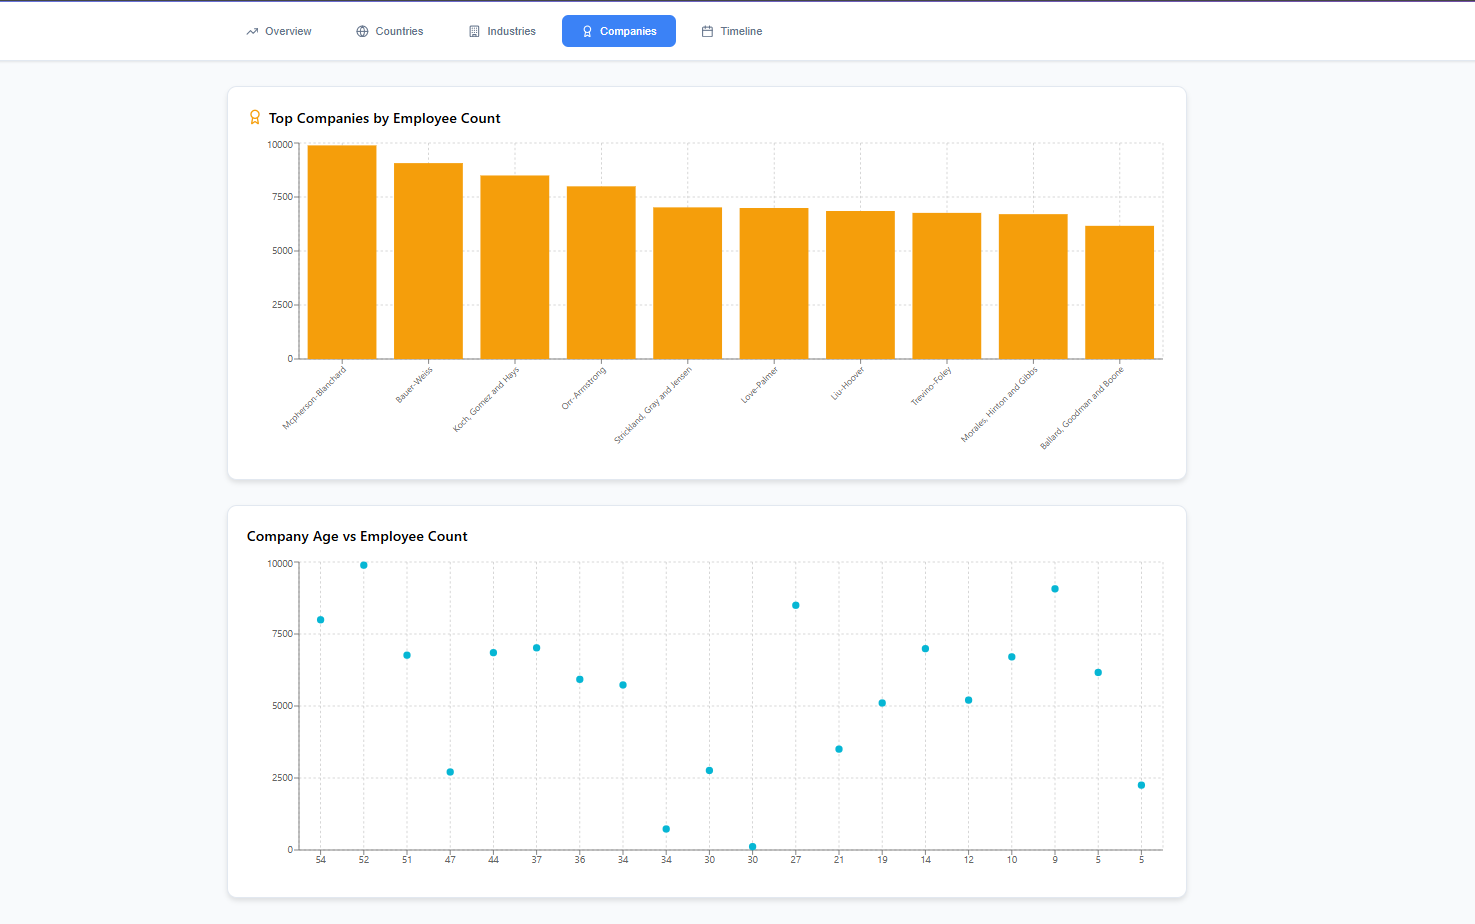 Overview Countries Industries Companies Timeline
Top Companies by Employee Count
10000
7500
5000
2500
0
Mcpherson-Blanchard
Bauer-Weiss
Koch, Gomez and Hays
Orr-Armstrong
Strickland, Gray and Jensen
Love-Palmer
Liu-Hoover
Trevino-Foley
Morales, Hinton and Gibbs
Ballard, Goodman and Boone
Company Age vs Employee Count
10000
7500
5000
2500
0
54 52 51 47 44 37 36 34 34 30 30 27 21 19 14 12 10 9 5 5